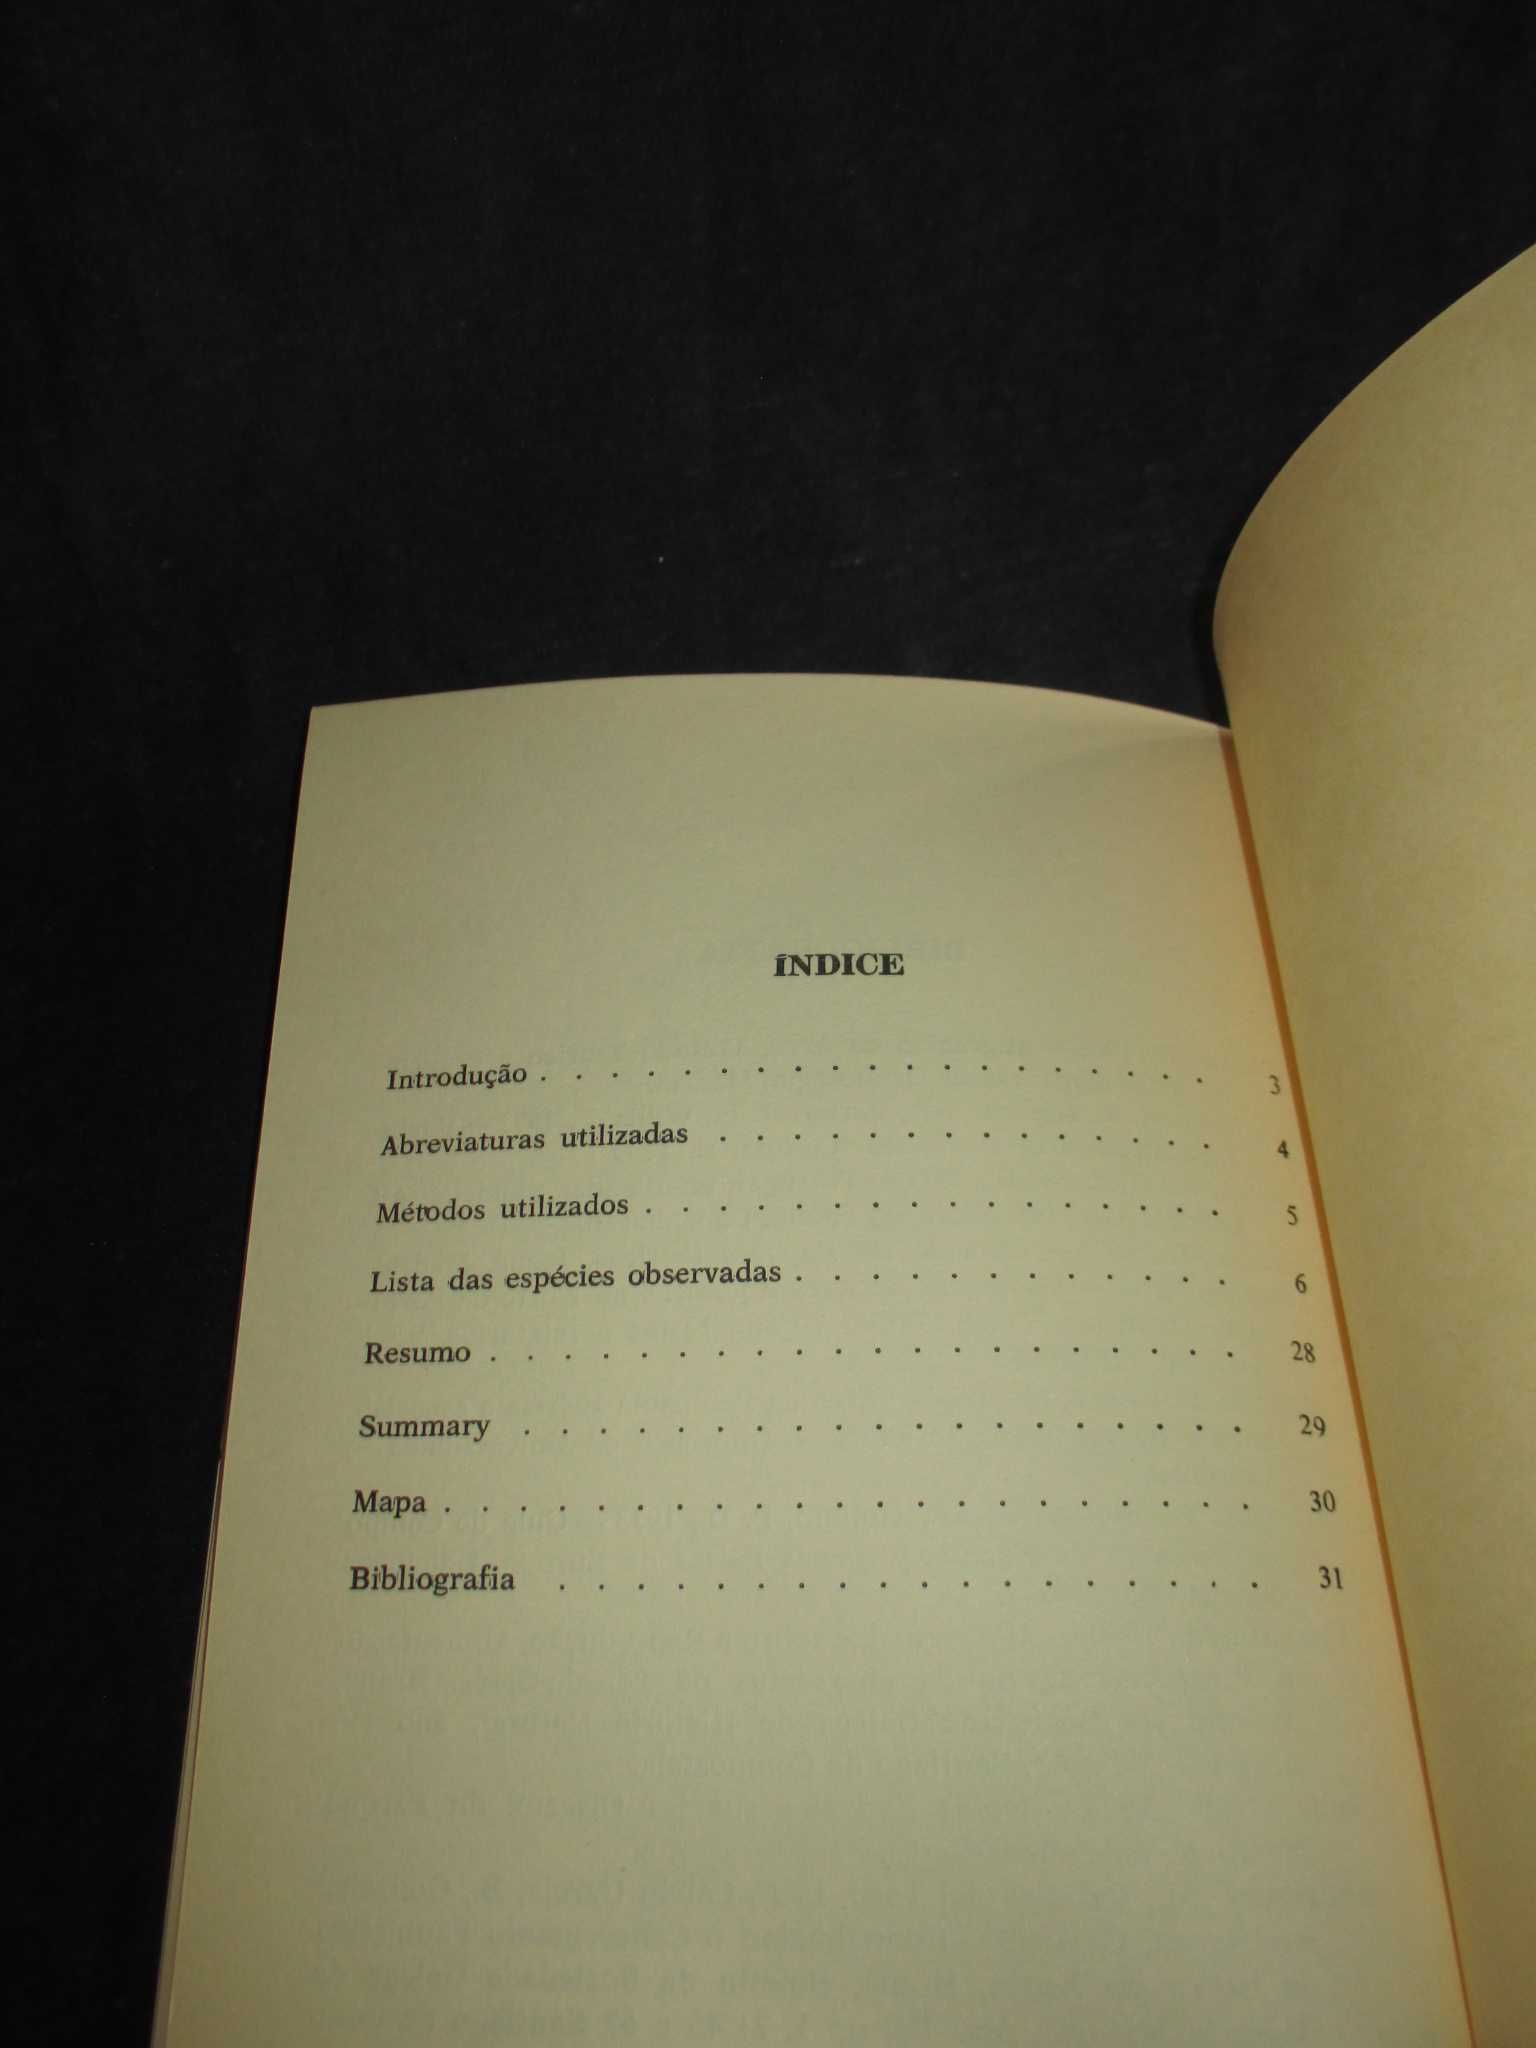 ÍNDICE
Introdução . . . . . . . . . . . . . . . . . . . 3
Abreviaturas utilizadas . . . . . . . . . . . . . . 4
Métodos utilizados . . . . . . . . . . . . . . . . 5
Lista das espécies observadas . . . . . . . . . . . . 6
Resumo . . . . . . . . . . . . . . . . . . . . 28
Summary . . . . . . . . . . . . . . . . . . . 29
Mapa . . . . . . . . . . . . . . . . . . . . . 30
Bibliografia . . . . . . . . . . . . . . . . . . 31